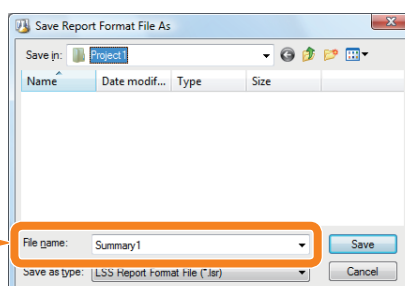 Save Report Format File As
Save in: Project1
Name Date modif... Type Size
File name: Summary1 Save
Save as type: LSS Report Format File (*.lsr) Cancel